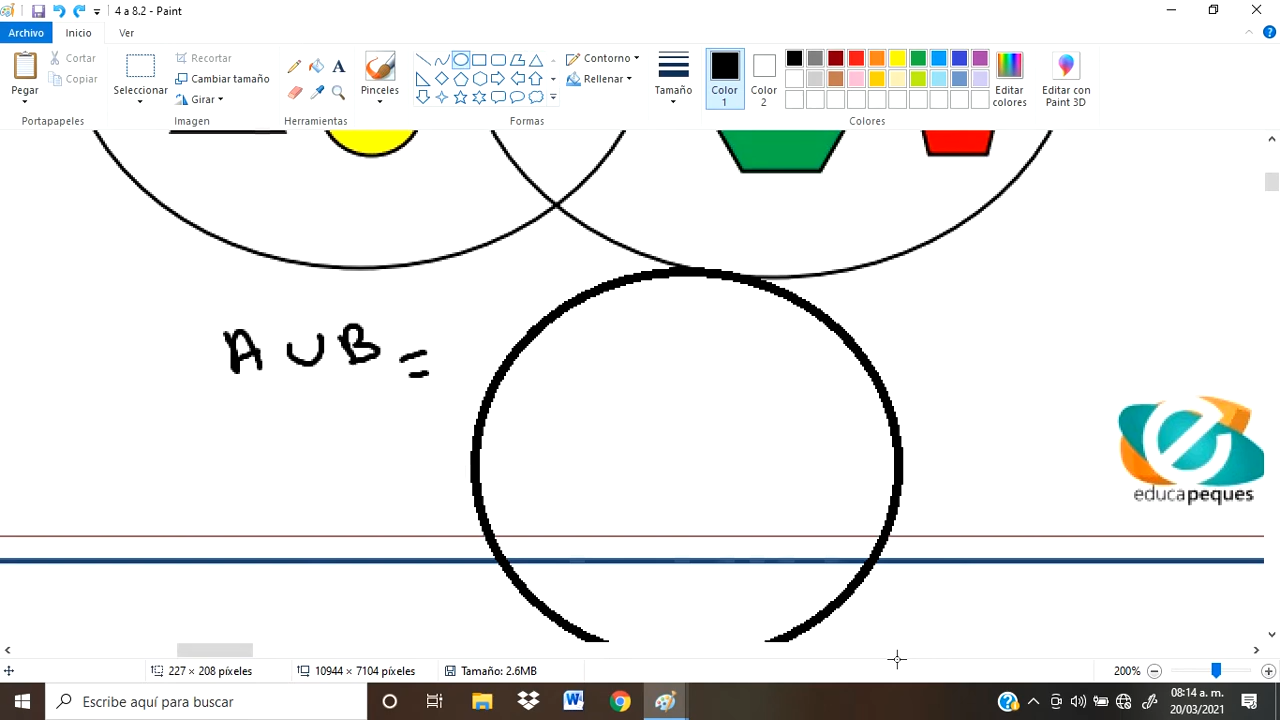 4 a 8.2 - Paint
Archivo Inicio Ver
Pegar
Cortar
Copiar
Portapapeles
Seleccionar
Recortar
Cambiar tamaño
Girar
Imagen
A
Herramientas
Pinceles
Contorno
Rellenar
Formas
Tamaño
Color 1
Color 2
Editar colores
Editar con Paint 3D
Colores
A ∪ B =
e
educapeques
227 × 208 píxeles 10944 × 7104 píxeles Tamaño: 2.6MB 200%
Escribe aquí para buscar
08:14 a. m.
20/03/2021